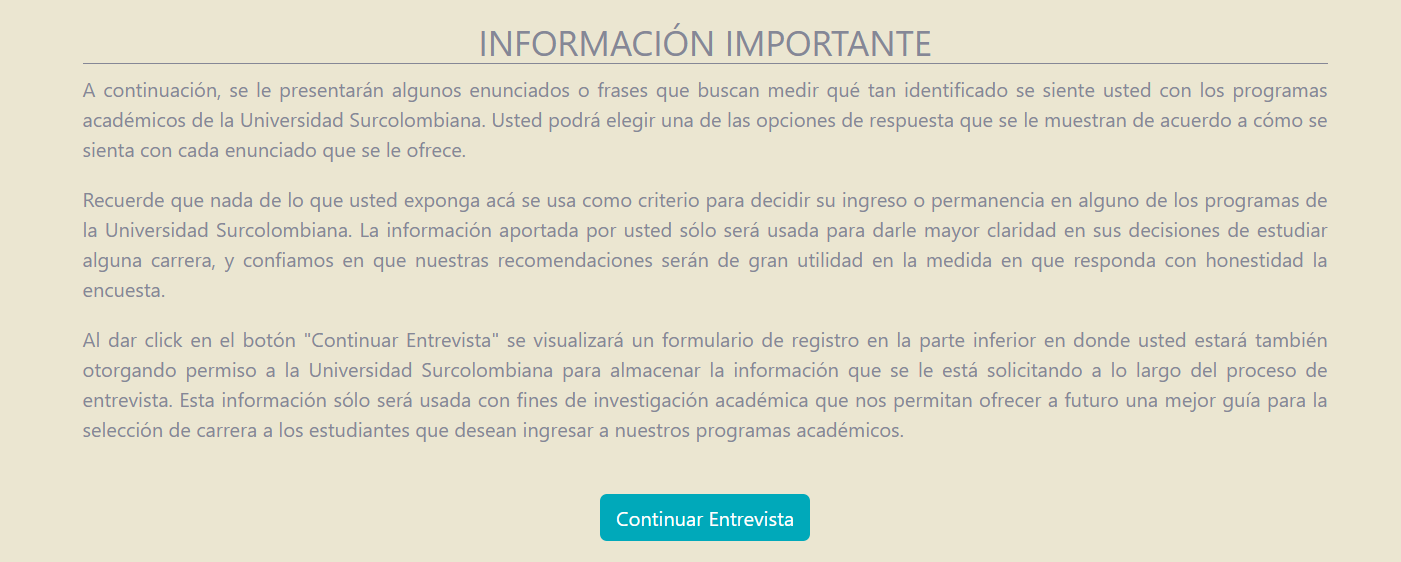 INFORMACIÓN IMPORTANTE
A continuación, se le presentarán algunos enunciados o frases que buscan medir qué tan identificado se siente usted con los programas
académicos de la Universidad Surcolombiana. Usted podrá elegir una de las opciones de respuesta que se le muestran de acuerdo a cómo se
sienta con cada enunciado que se le ofrece.
Recuerde que nada de lo que usted exponga acá se usa como criterio para decidir su ingreso o permanencia en alguno de los programas de
la Universidad Surcolombiana. La información aportada por usted sólo será usada para darle mayor claridad en sus decisiones de estudiar
alguna carrera, y confiamos en que nuestras recomendaciones serán de gran utilidad en la medida en que responda con honestidad la
encuesta.
Al dar click en el botón "Continuar Entrevista" se visualizará un formulario de registro en la parte inferior en donde usted estará también
otorgando permiso a la Universidad Surcolombiana para almacenar la información que se le está solicitando a lo largo del proceso de
entrevista. Esta información sólo será usada con fines de investigación académica que nos permitan ofrecer a futuro una mejor guía para la
selección de carrera a los estudiantes que desean ingresar a nuestros programas académicos.
Continuar Entrevista